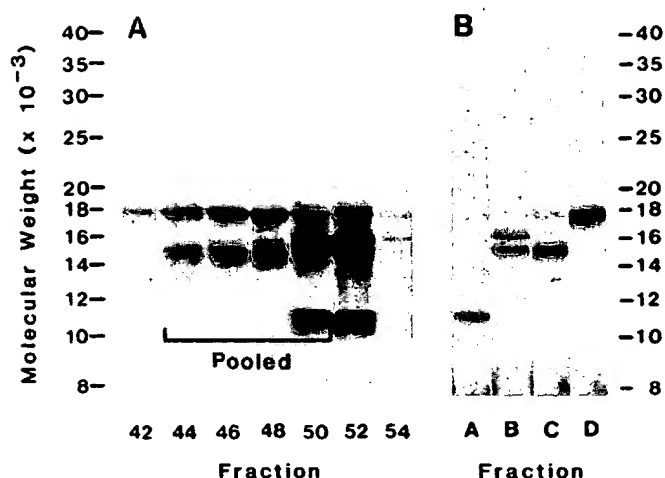 A
B
Molecular Weight (x 10⁻³)
40–
35–
30–
25–
20–
18–
16–
14–
12–
10–
8–
–40
–35
–30
–25
–20
–18
–16
–14
–12
–10
– 8
Pooled
42 44 46 48 50 52 54
A B C D
Fraction
Fraction